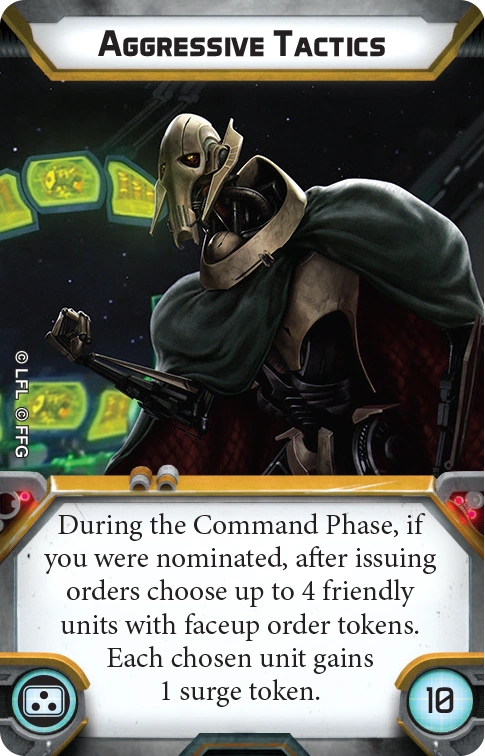 Aggressive Tactics
© LFL © FFG
During the Command Phase, if
you were nominated, after issuing
orders choose up to 4 friendly
units with faceup order tokens.
Each chosen unit gains
1 surge token.
10